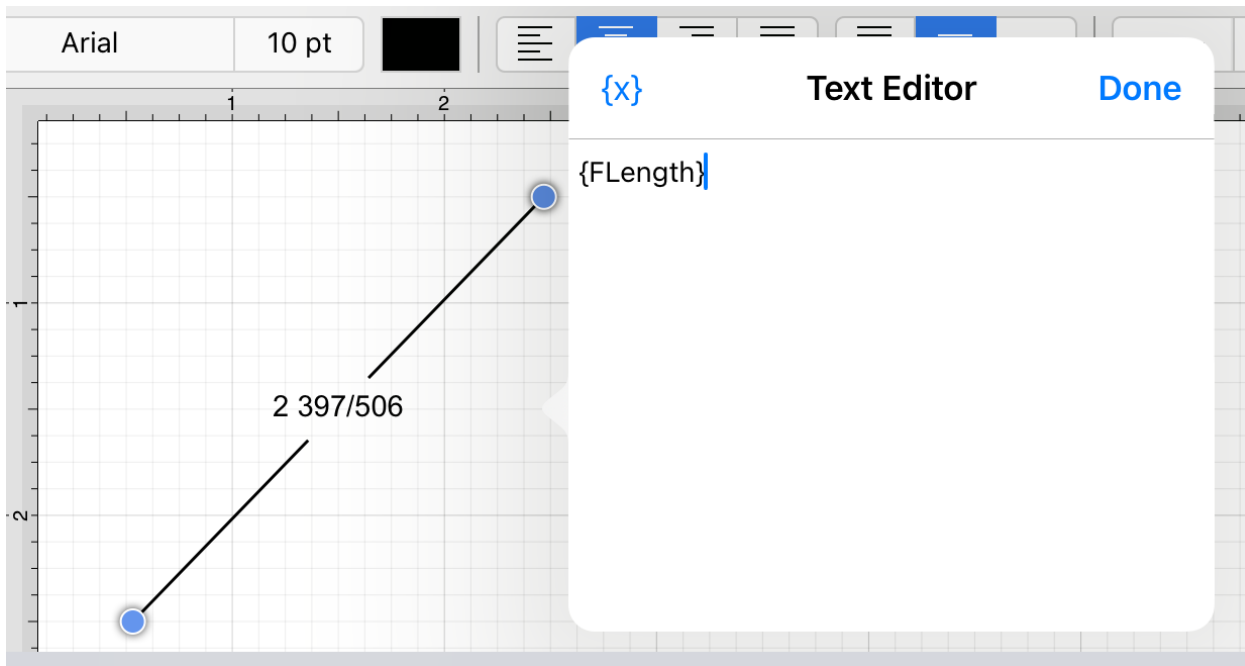 Arial 10 pt
{x} Text Editor Done
1 2
{FLength}
1
2 397/506
2